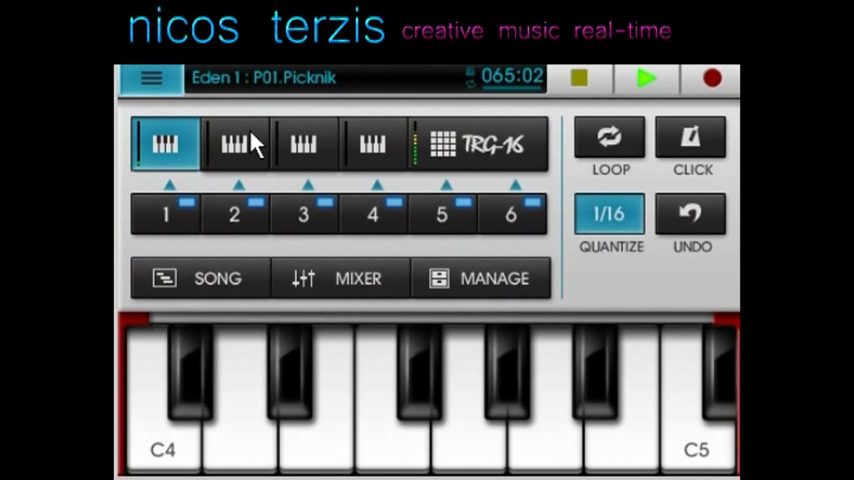 nicos terzis creative music real-time
Eden 1 : P01.Picknik 065:02
TRG-16
LOOP CLICK
1 2 3 4 5 6
1/16
QUANTIZE UNDO
SONG MIXER MANAGE
C4 C5